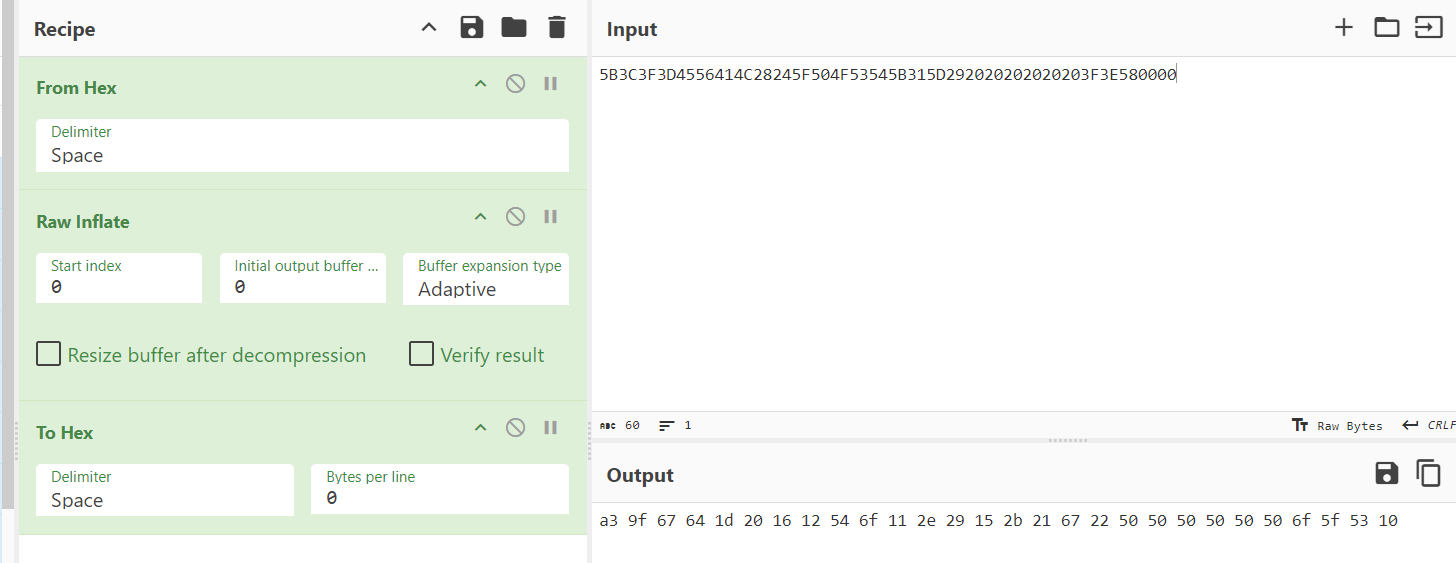 Recipe
From Hex
Delimiter
Space
Raw Inflate
Start index
0
Initial output buffer ...
0
Buffer expansion type
Adaptive
Resize buffer after decompression
Verify result
To Hex
Delimiter
Space
Bytes per line
0
Input
5B3C3F3D4556414C28245F504F53545B315D292020202020203F3E580000
ABC 60 1
Tт Raw Bytes CRLF
Output
a3 9f 67 64 1d 20 16 12 54 6f 11 2e 29 15 2b 21 67 22 50 50 50 50 50 50 6f 5f 53 10